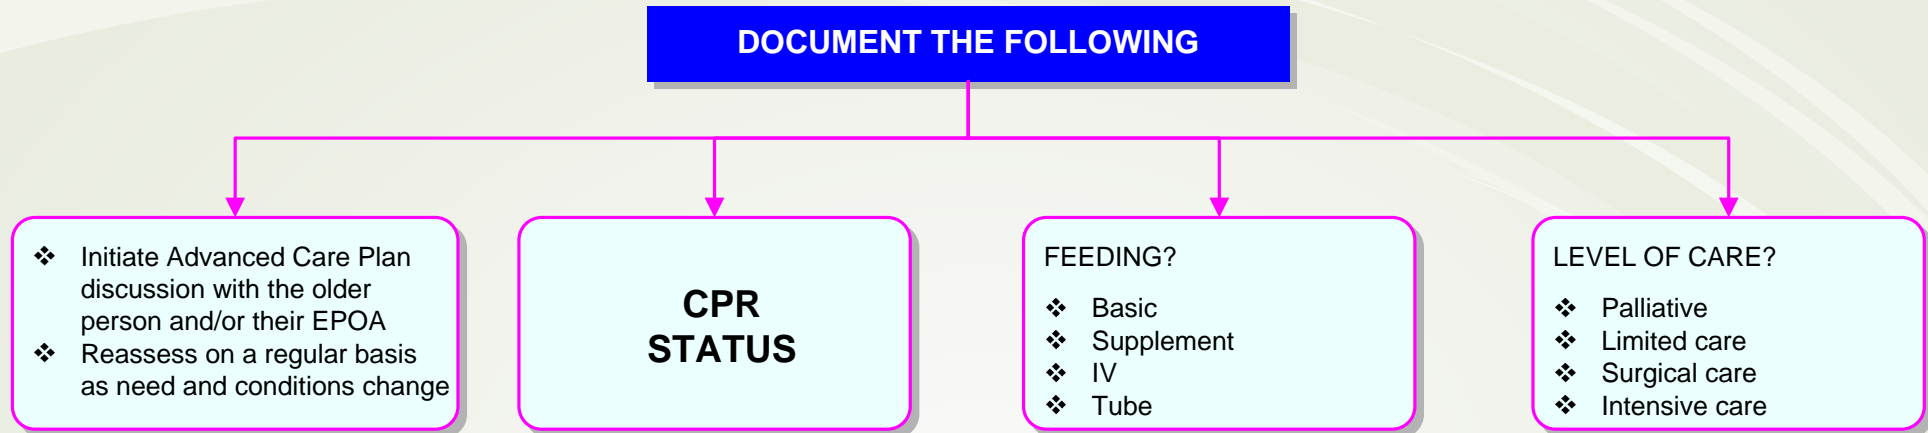 DOCUMENT THE FOLLOWING
❖ Initiate Advanced Care Plan
discussion with the older
person and/or their EPOA
❖ Reassess on a regular basis
as need and conditions change
CPR
STATUS
FEEDING?
❖ Basic
❖ Supplement
❖ IV
❖ Tube
LEVEL OF CARE?
❖ Palliative
❖ Limited care
❖ Surgical care
❖ Intensive care